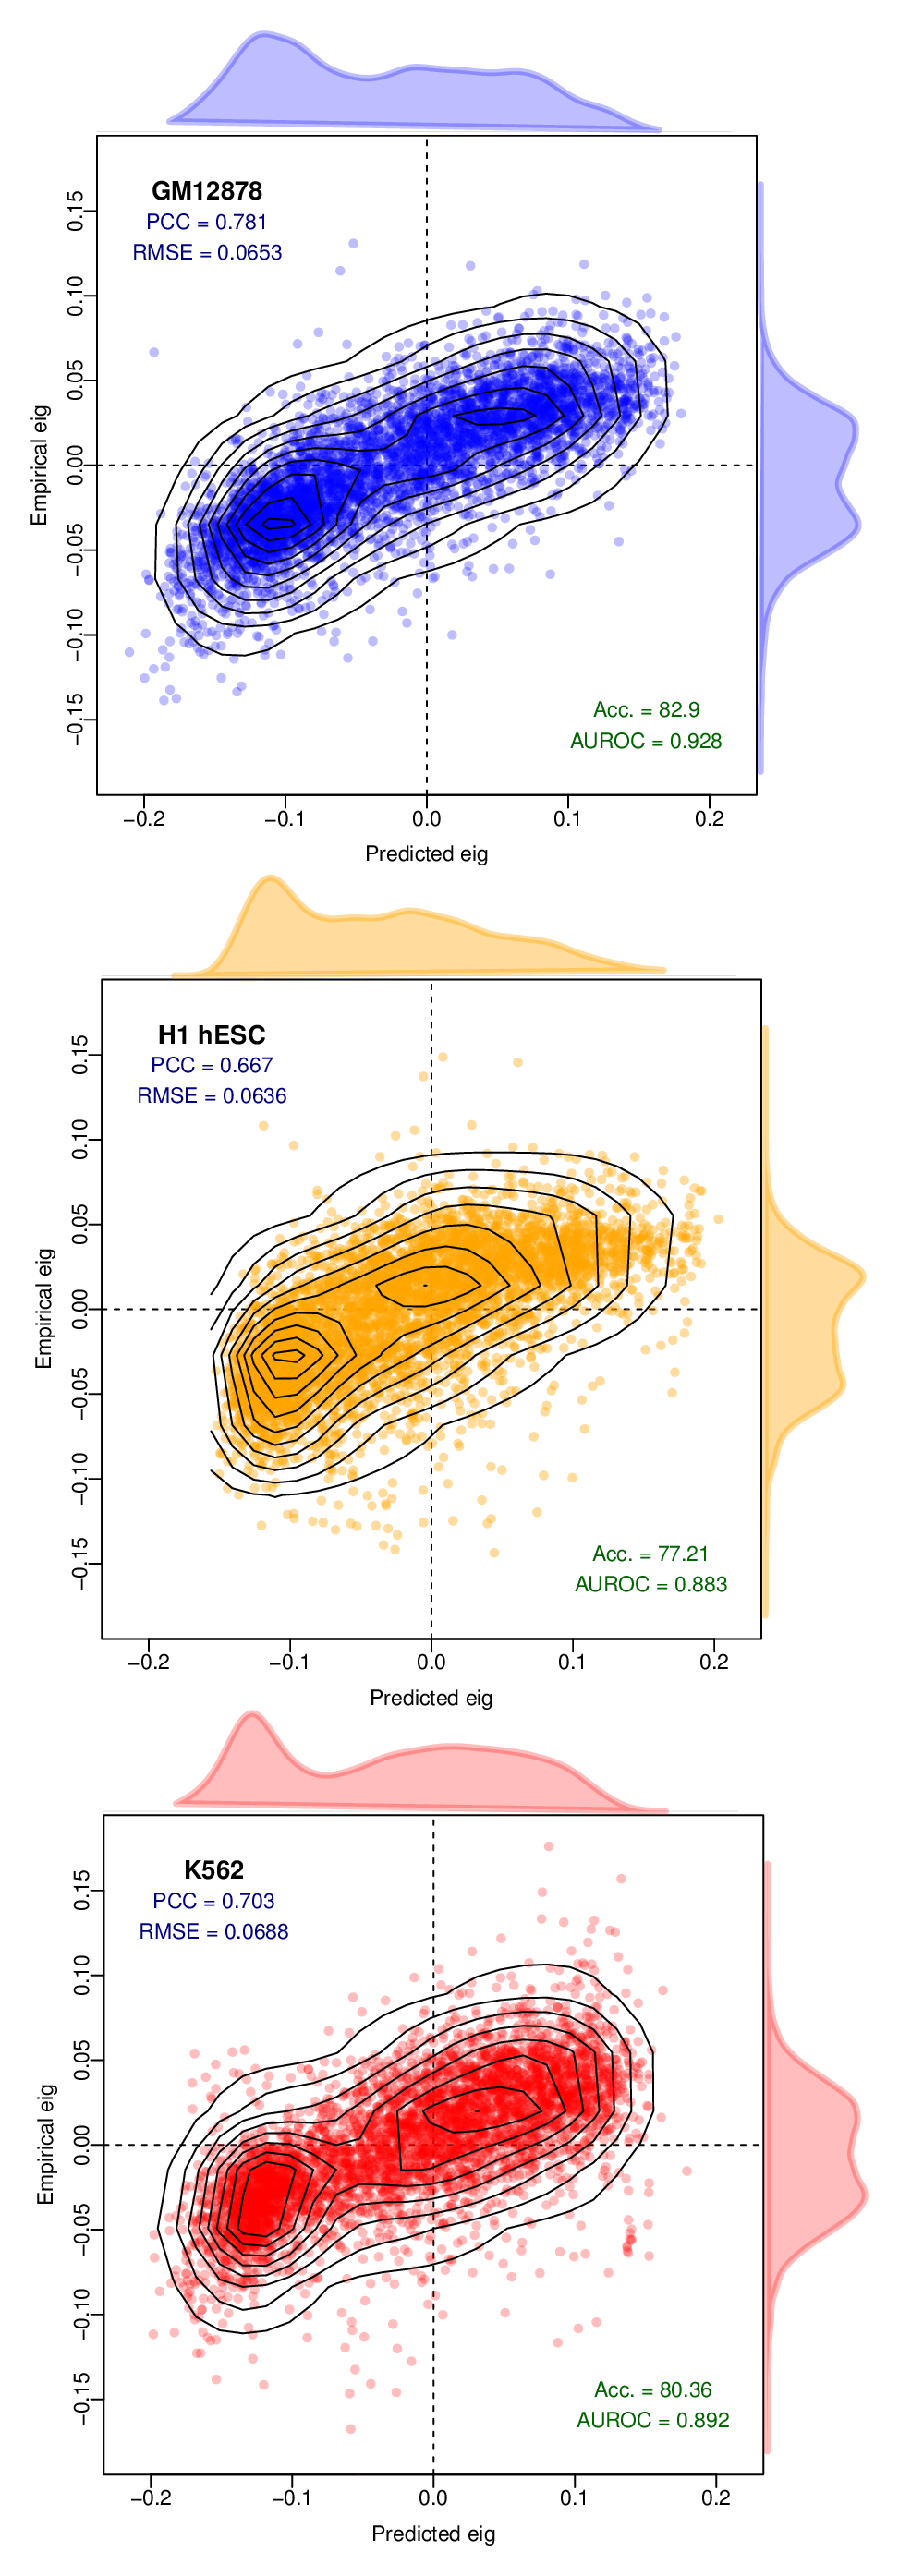 GM12878
PCC = 0.781
RMSE = 0.0653
Acc. = 82.9
AUROC = 0.928
0.15
0.10
0.05
0.00
−0.05
−0.10
−0.15
Empirical eig
−0.2 −0.1 0.0 0.1 0.2
Predicted eig
H1 hESC
PCC = 0.667
RMSE = 0.0636
Acc. = 77.21
AUROC = 0.883
0.15
0.10
0.05
0.00
−0.05
−0.10
−0.15
Empirical eig
−0.2 −0.1 0.0 0.1 0.2
Predicted eig
K562
PCC = 0.703
RMSE = 0.0688
Acc. = 80.36
AUROC = 0.892
0.15
0.10
0.05
0.00
−0.05
−0.10
−0.15
Empirical eig
−0.2 −0.1 0.0 0.1 0.2
Predicted eig